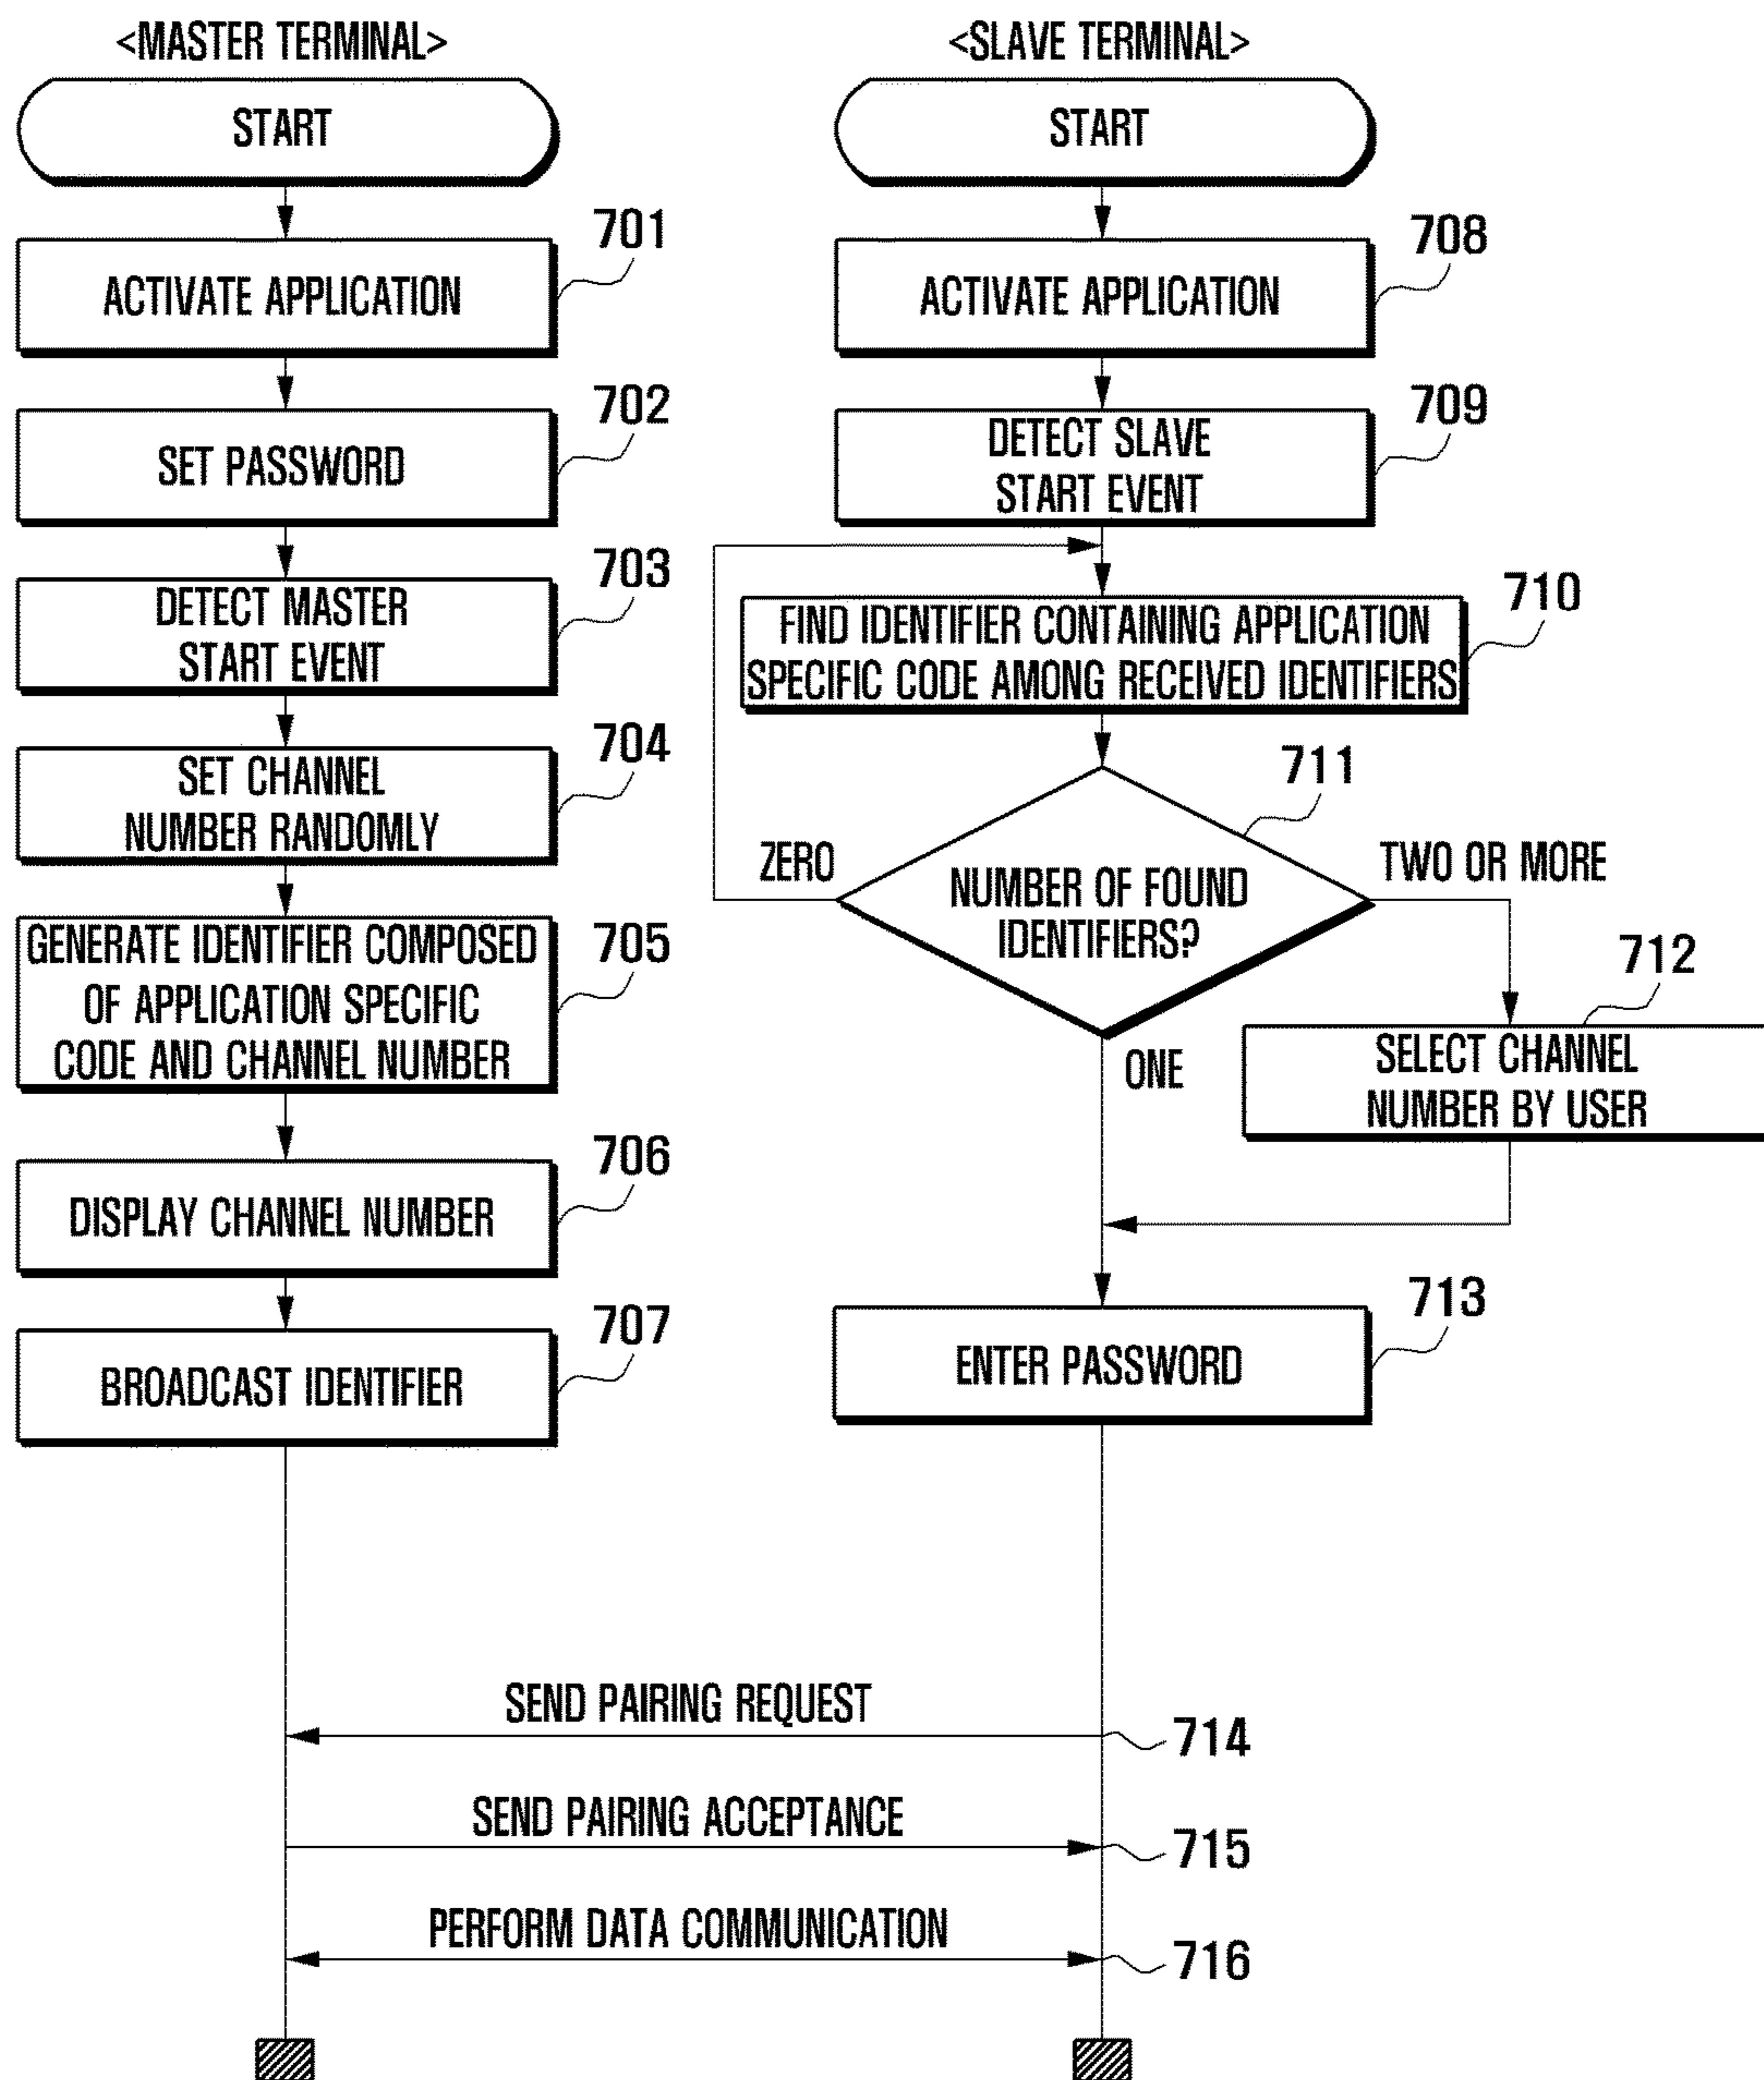 <MASTER TERMINAL>
START
701
ACTIVATE APPLICATION
702
SET PASSWORD
703
DETECT MASTER
START EVENT
704
SET CHANNEL
NUMBER RANDOMLY
705
GENERATE IDENTIFIER COMPOSED
OF APPLICATION SPECIFIC
CODE AND CHANNEL NUMBER
706
DISPLAY CHANNEL NUMBER
707
BROADCAST IDENTIFIER
<SLAVE TERMINAL>
START
708
ACTIVATE APPLICATION
709
DETECT SLAVE
START EVENT
710
FIND IDENTIFIER CONTAINING APPLICATION
SPECIFIC CODE AMONG RECEIVED IDENTIFIERS
711
ZERO
NUMBER OF FOUND
IDENTIFIERS?
TWO OR MORE
712
SELECT CHANNEL
NUMBER BY USER
ONE
713
ENTER PASSWORD
SEND PAIRING REQUEST
714
SEND PAIRING ACCEPTANCE
715
PERFORM DATA COMMUNICATION
716